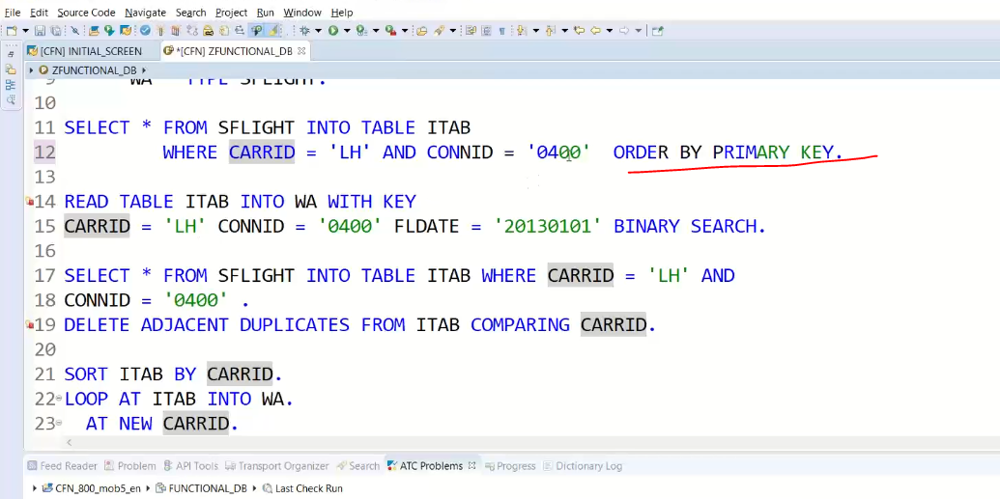 File Edit Source Code Navigate Search Project Run Window Help
[CFN] INITIAL_SCREEN *[CFN] ZFUNCTIONAL_DB
ZFUNCTIONAL_DB
9 WA TYPE SFLIGHT.
10
11 SELECT * FROM SFLIGHT INTO TABLE ITAB
12 WHERE CARRID = 'LH' AND CONNID = '0400' ORDER BY PRIMARY KEY.
13
14 READ TABLE ITAB INTO WA WITH KEY
15 CARRID = 'LH' CONNID = '0400' FLDATE = '20130101' BINARY SEARCH.
16
17 SELECT * FROM SFLIGHT INTO TABLE ITAB WHERE CARRID = 'LH' AND
18 CONNID = '0400' .
19 DELETE ADJACENT DUPLICATES FROM ITAB COMPARING CARRID.
20
21 SORT ITAB BY CARRID.
22 LOOP AT ITAB INTO WA.
23 AT NEW CARRID.
Feed Reader Problem API Tools Transport Organizer Search ATC Problems Progress Dictionary Log
CFN_800_mob5_en FUNCTIONAL_DB Last Check Run